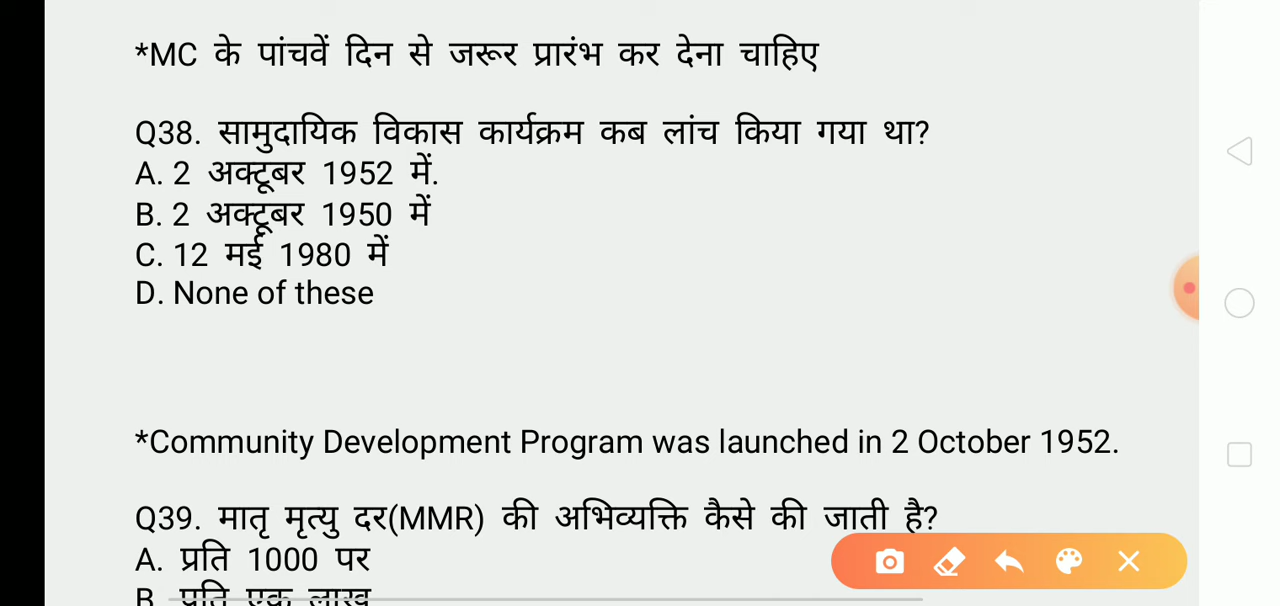 *MC के पांचवें दिन से जरूर प्रारंभ कर देना चाहिए
Q38. सामुदायिक विकास कार्यक्रम कब लांच किया गया था?
A. 2 अक्टूबर 1952 में.
B. 2 अक्टूबर 1950 में
C. 12 मई 1980 में
D. None of these
*Community Development Program was launched in 2 October 1952.
Q39. मातृ मृत्यु दर(MMR) की अभिव्यक्ति कैसे की जाती है?
A. प्रति 1000 पर
B प्रति एक लाख